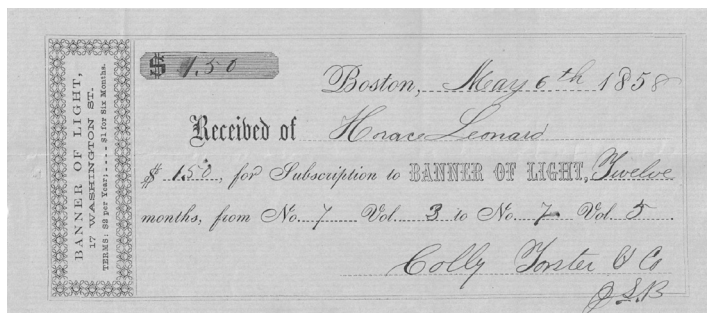 BANNER OF LIGHT,
17 WASHINGTON ST.
TERMS: $2 per Year; .... $1 for Six Months.
$ 1.50
Boston, May 6th 1858
Received of Horace Leonard
$ 1.50, for Subscription to BANNER OF LIGHT, Twelve
months, from No. 7 Vol. 3 to No. 7 Vol. 5.
Colby Forster & Co
J S B